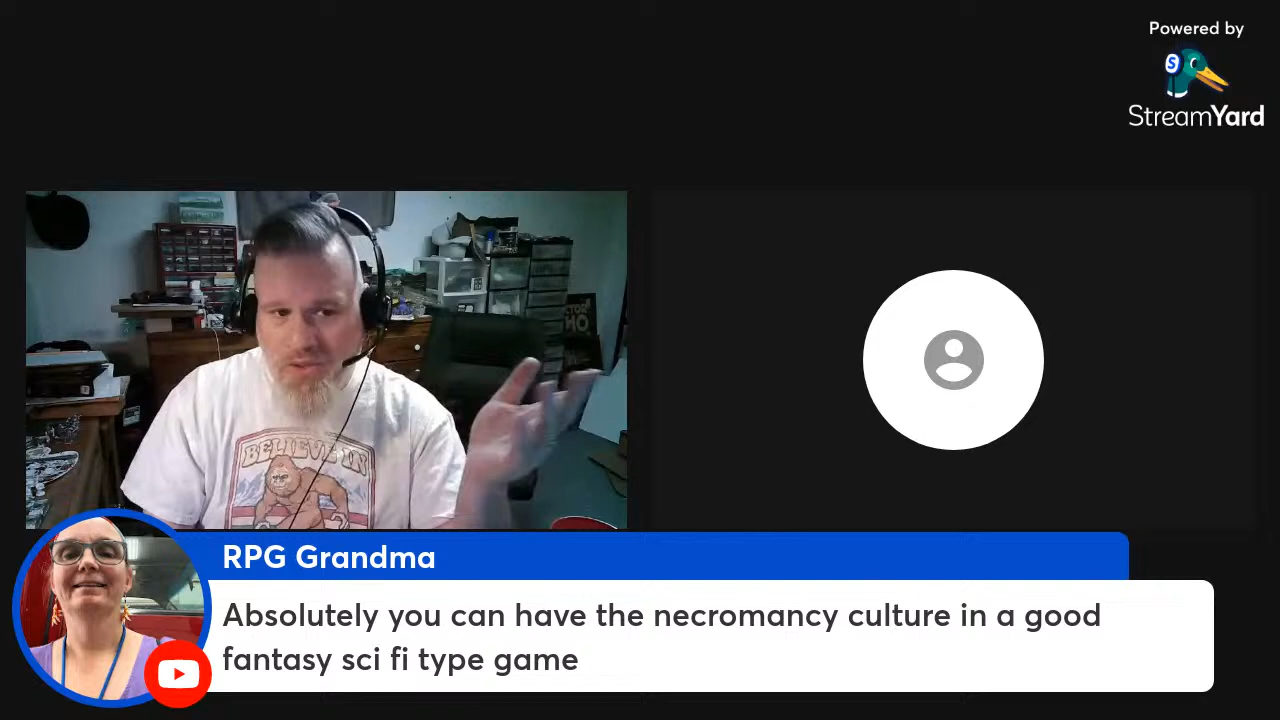 Powered by
S
StreamYard
BELIEVE IN
RPG Grandma
Absolutely you can have the necromancy culture in a good
fantasy sci fi type game